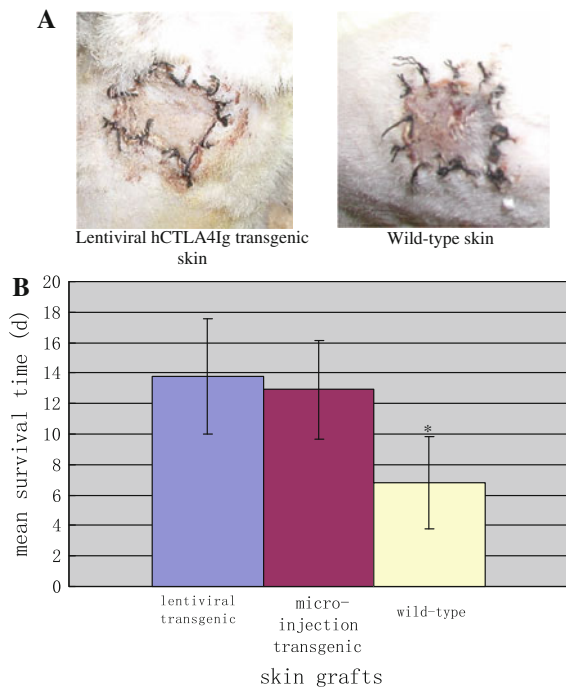 A
Lentiviral hCTLA4Ig transgenic
skin
Wild-type skin
B
mean survival time (d)
20
18
16
14
12
10
8
6
4
2
0
*
lentiviral
transgenic
micro-
injection
transgenic
wild-type
skin grafts